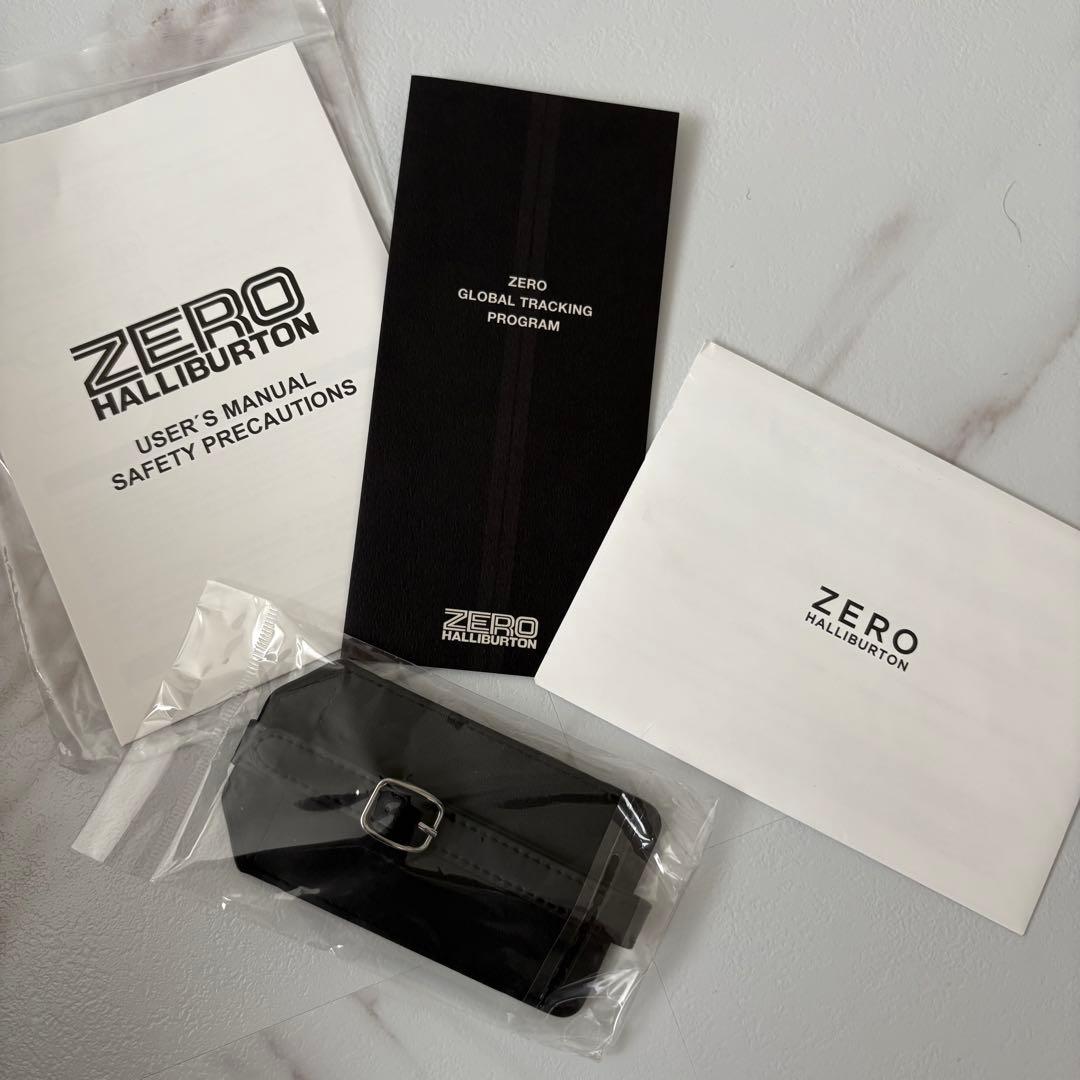 ZERO
HALLIBURTON
USER´S MANUAL
SAFETY PRECAUTIONS
ZERO
GLOBAL TRACKING
PROGRAM
ZERO
HALLIBURTON
ZERO
HALLIBURTON